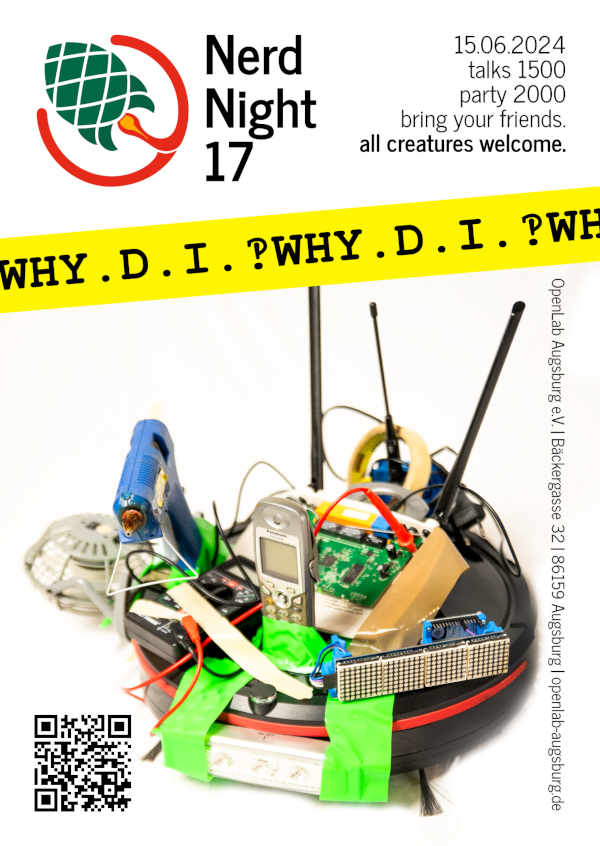 Nerd
Night
17
15.06.2024
talks 1500
party 2000
bring your friends.
all creatures welcome.
WHY.D.I.‽WHY.D.I.‽WH
OpenLab Augsburg e.V. | Bäckergasse 32 | 86159 Augsburg | openlab-augsburg.de
Panasonic